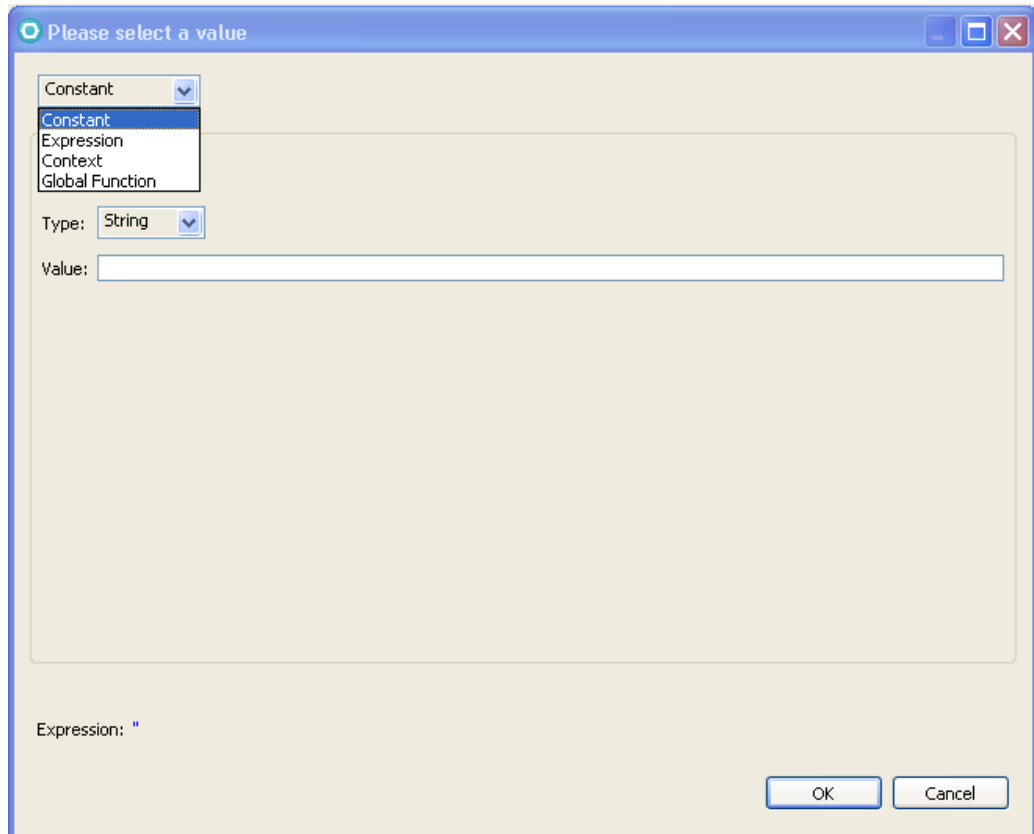 Please select a value
Constant
Constant
Expression
Context
Global Function
Type: String
Value:
Expression: "
OK Cancel